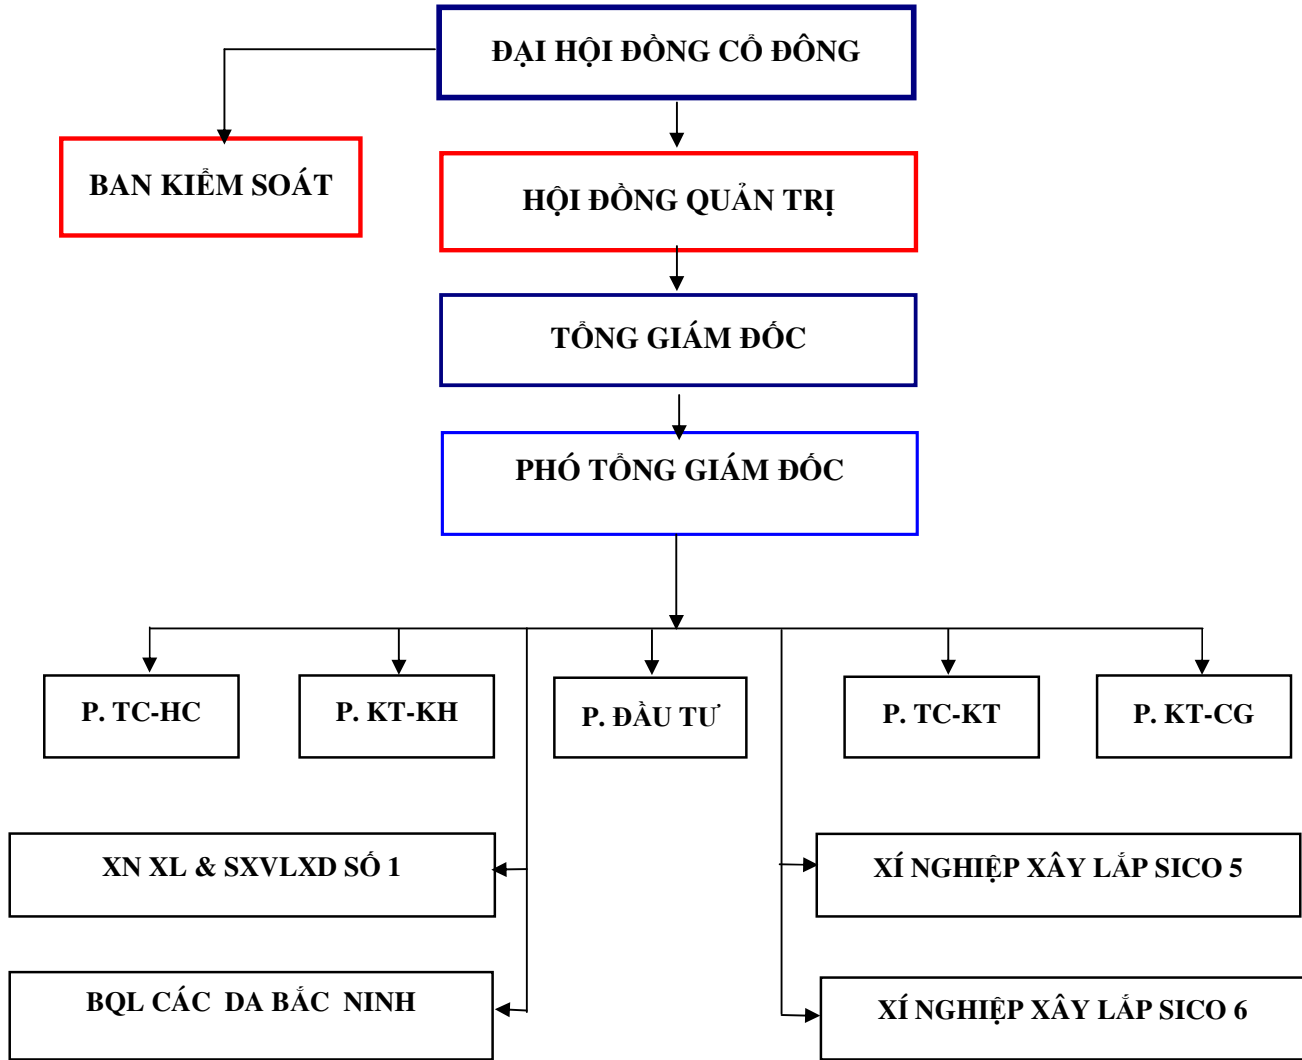 ĐẠI HỘI ĐỒNG CỔ ĐÔNG
BAN KIỂM SOÁT
HỘI ĐỒNG QUẢN TRỊ
TỔNG GIÁM ĐỐC
PHÓ TỔNG GIÁM ĐỐC
P. TC-HC
P. KT-KH
P. ĐẦU TƯ
P. TC-KT
P. KT-CG
XN XL & SXVLXD SỐ 1
XÍ NGHIỆP XÂY LẮP SICO 5
BQL CÁC DA BẮC NINH
XÍ NGHIỆP XÂY LẮP SICO 6